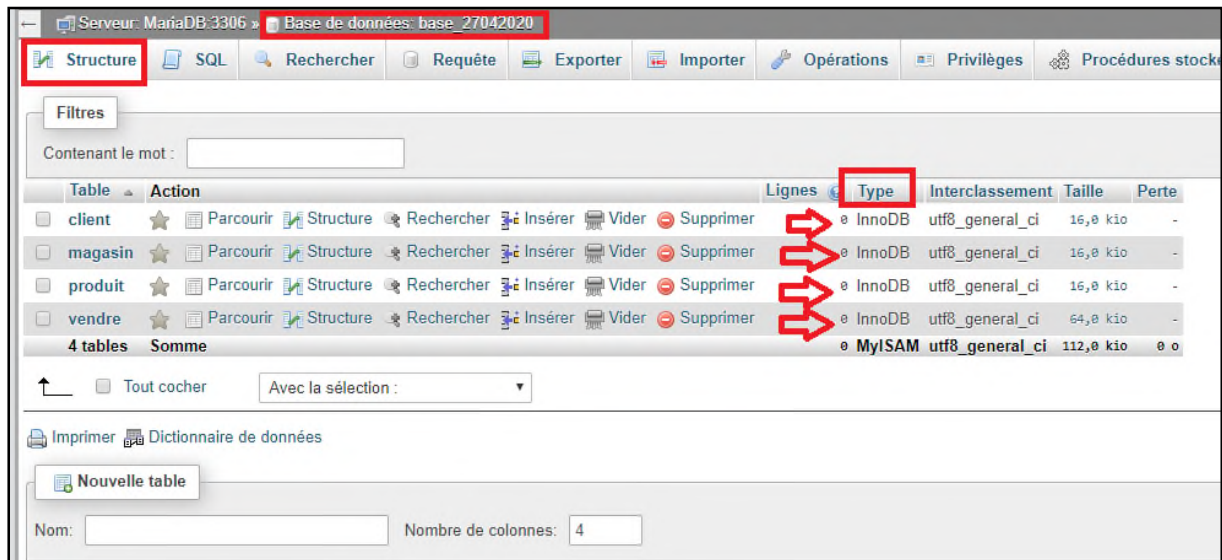 Serveur: MariaDB:3306 » Base de données: base_27042020
Structure SQL Rechercher Requête Exporter Importer Opérations Privilèges Procédures stocké
Filtres
Contenant le mot :
Table Action Lignes Type Interclassement Taille Perte
client Parcourir Structure Rechercher Insérer Vider Supprimer 0 InnoDB utf8_general_ci 16,0 kio -
magasin Parcourir Structure Rechercher Insérer Vider Supprimer 0 InnoDB utf8_general_ci 16,0 kio -
produit Parcourir Structure Rechercher Insérer Vider Supprimer 0 InnoDB utf8_general_ci 16,0 kio -
vendre Parcourir Structure Rechercher Insérer Vider Supprimer 0 InnoDB utf8_general_ci 64,0 kio -
4 tables Somme 0 MyISAM utf8_general_ci 112,0 kio 0 o
Tout cocher Avec la sélection :
Imprimer Dictionnaire de données
Nouvelle table
Nom: Nombre de colonnes: 4